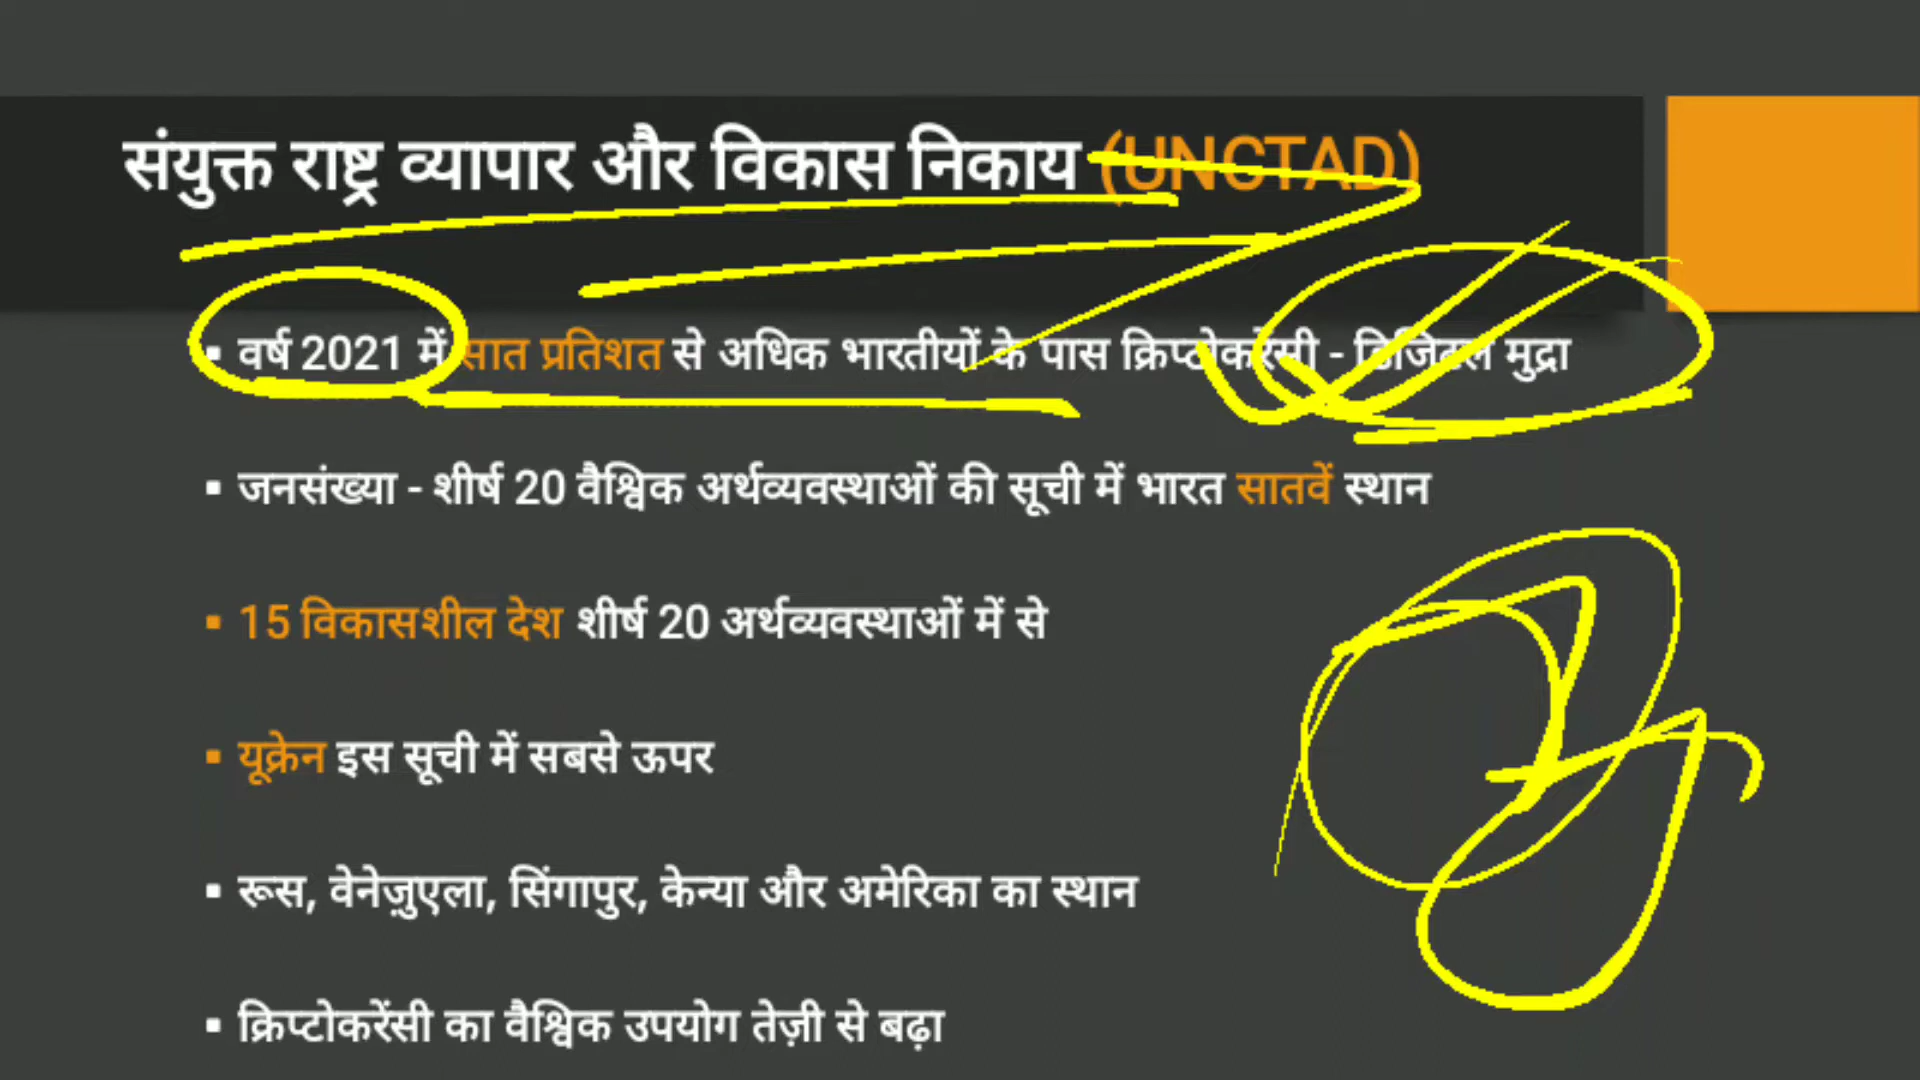 संयुक्त राष्ट्र व्यापार और विकास निकाय (UNCTAD)
▪ वर्ष 2021 में सात प्रतिशत से अधिक भारतीयों के पास क्रिप्टोकरेंसी - डिजिटल मुद्रा
▪ जनसंख्या - शीर्ष 20 वैश्विक अर्थव्यवस्थाओं की सूची में भारत सातवें स्थान
▪ 15 विकासशील देश शीर्ष 20 अर्थव्यवस्थाओं में से
▪ यूक्रेन इस सूची में सबसे ऊपर
▪ रूस, वेनेजुएला, सिंगापुर, केन्या और अमेरिका का स्थान
▪ क्रिप्टोकरेंसी का वैश्विक उपयोग तेज़ी से बढ़ा